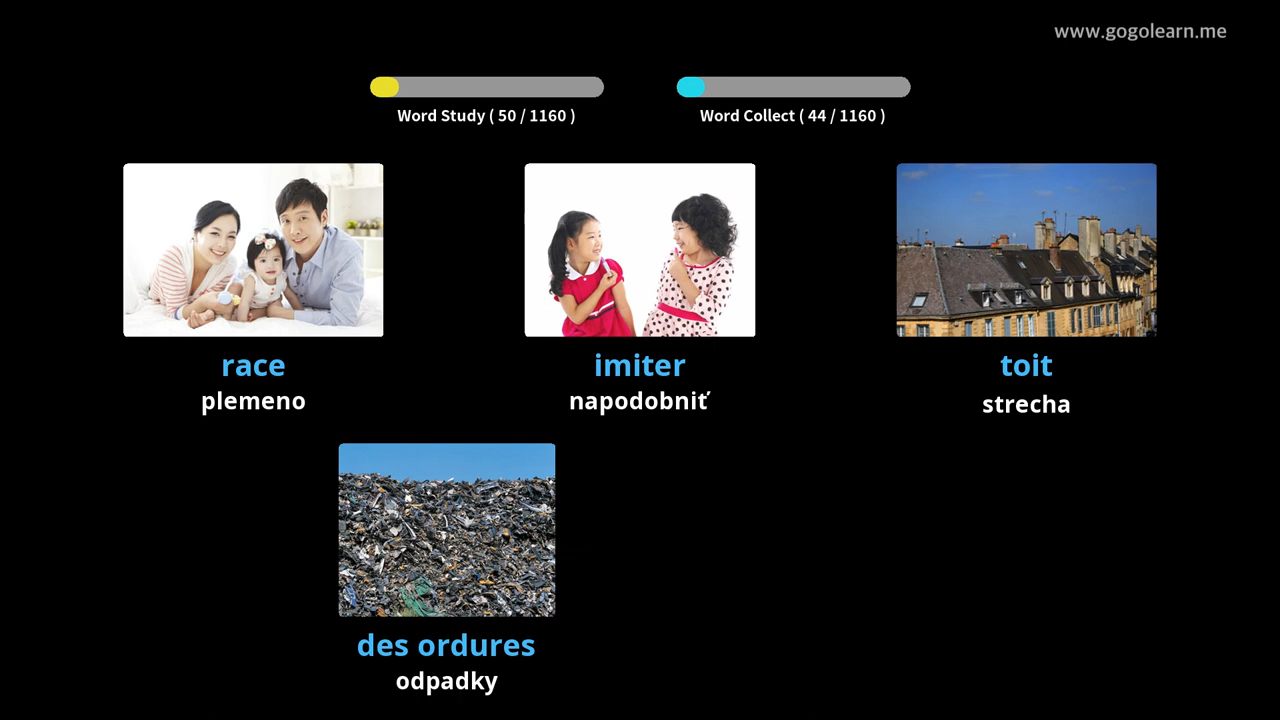 www.gogolearn.me
Word Study ( 50 / 1160 )
Word Collect ( 44 / 1160 )
race
plemeno
imiter
napodobniť
toit
strecha
des ordures
odpadky